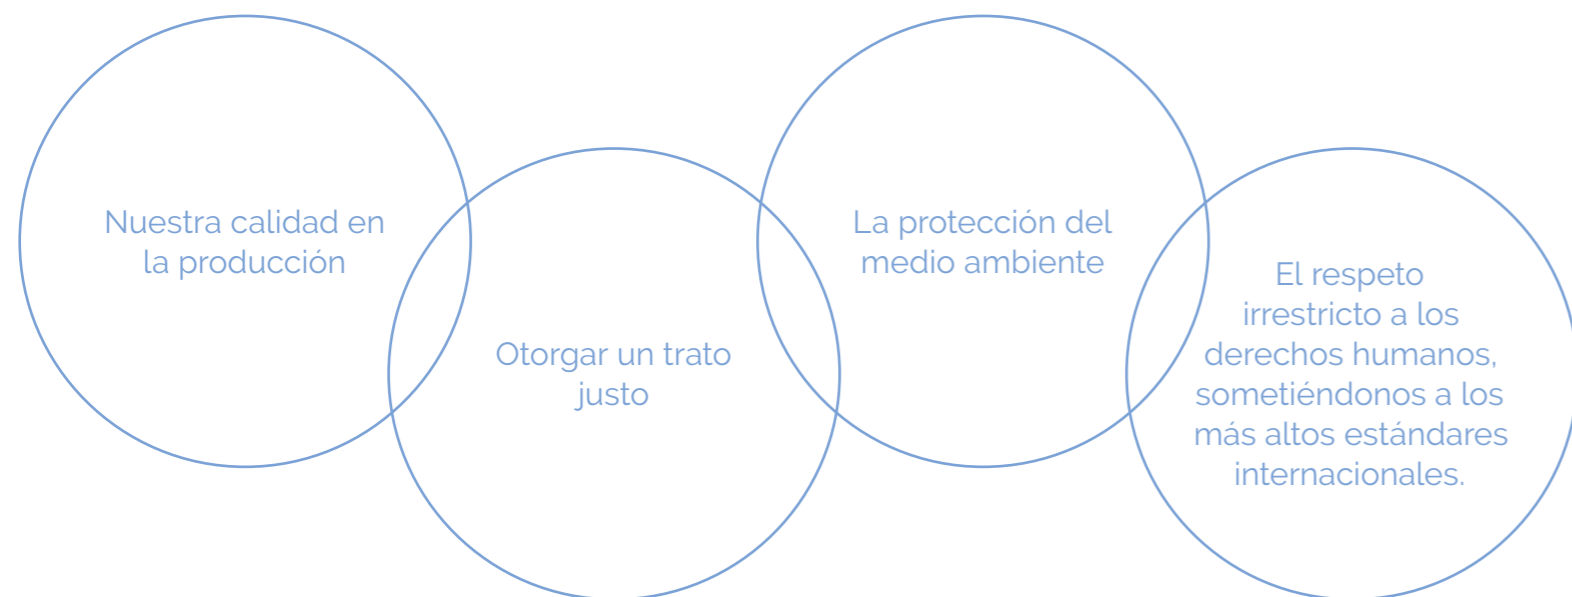 Nuestra calidad en
la producción
Otorgar un trato
justo
La protección del
medio ambiente
El respeto
irrestricto a los
derechos humanos,
sometiéndonos a los
más altos estándares
internacionales.